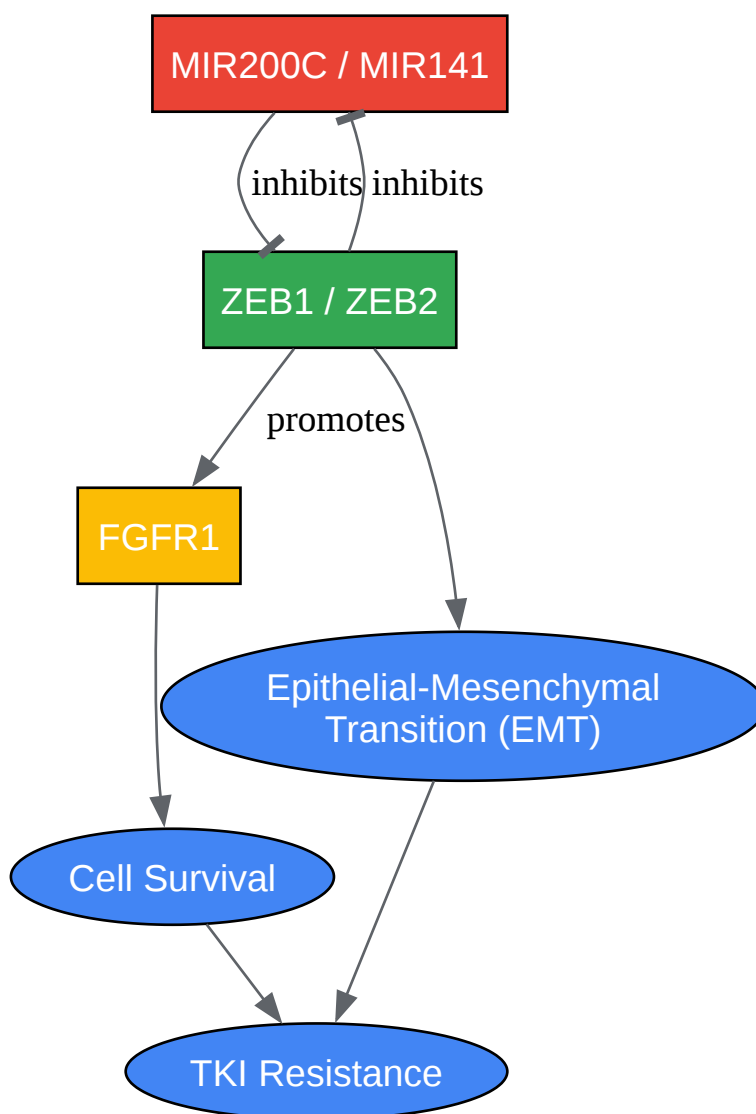 MIR200C / MIR141
inhibits inhibits
ZEB1 / ZEB2
promotes
FGFR1
Epithelial-Mesenchymal
Transition (EMT)
Cell Survival
TKI Resistance